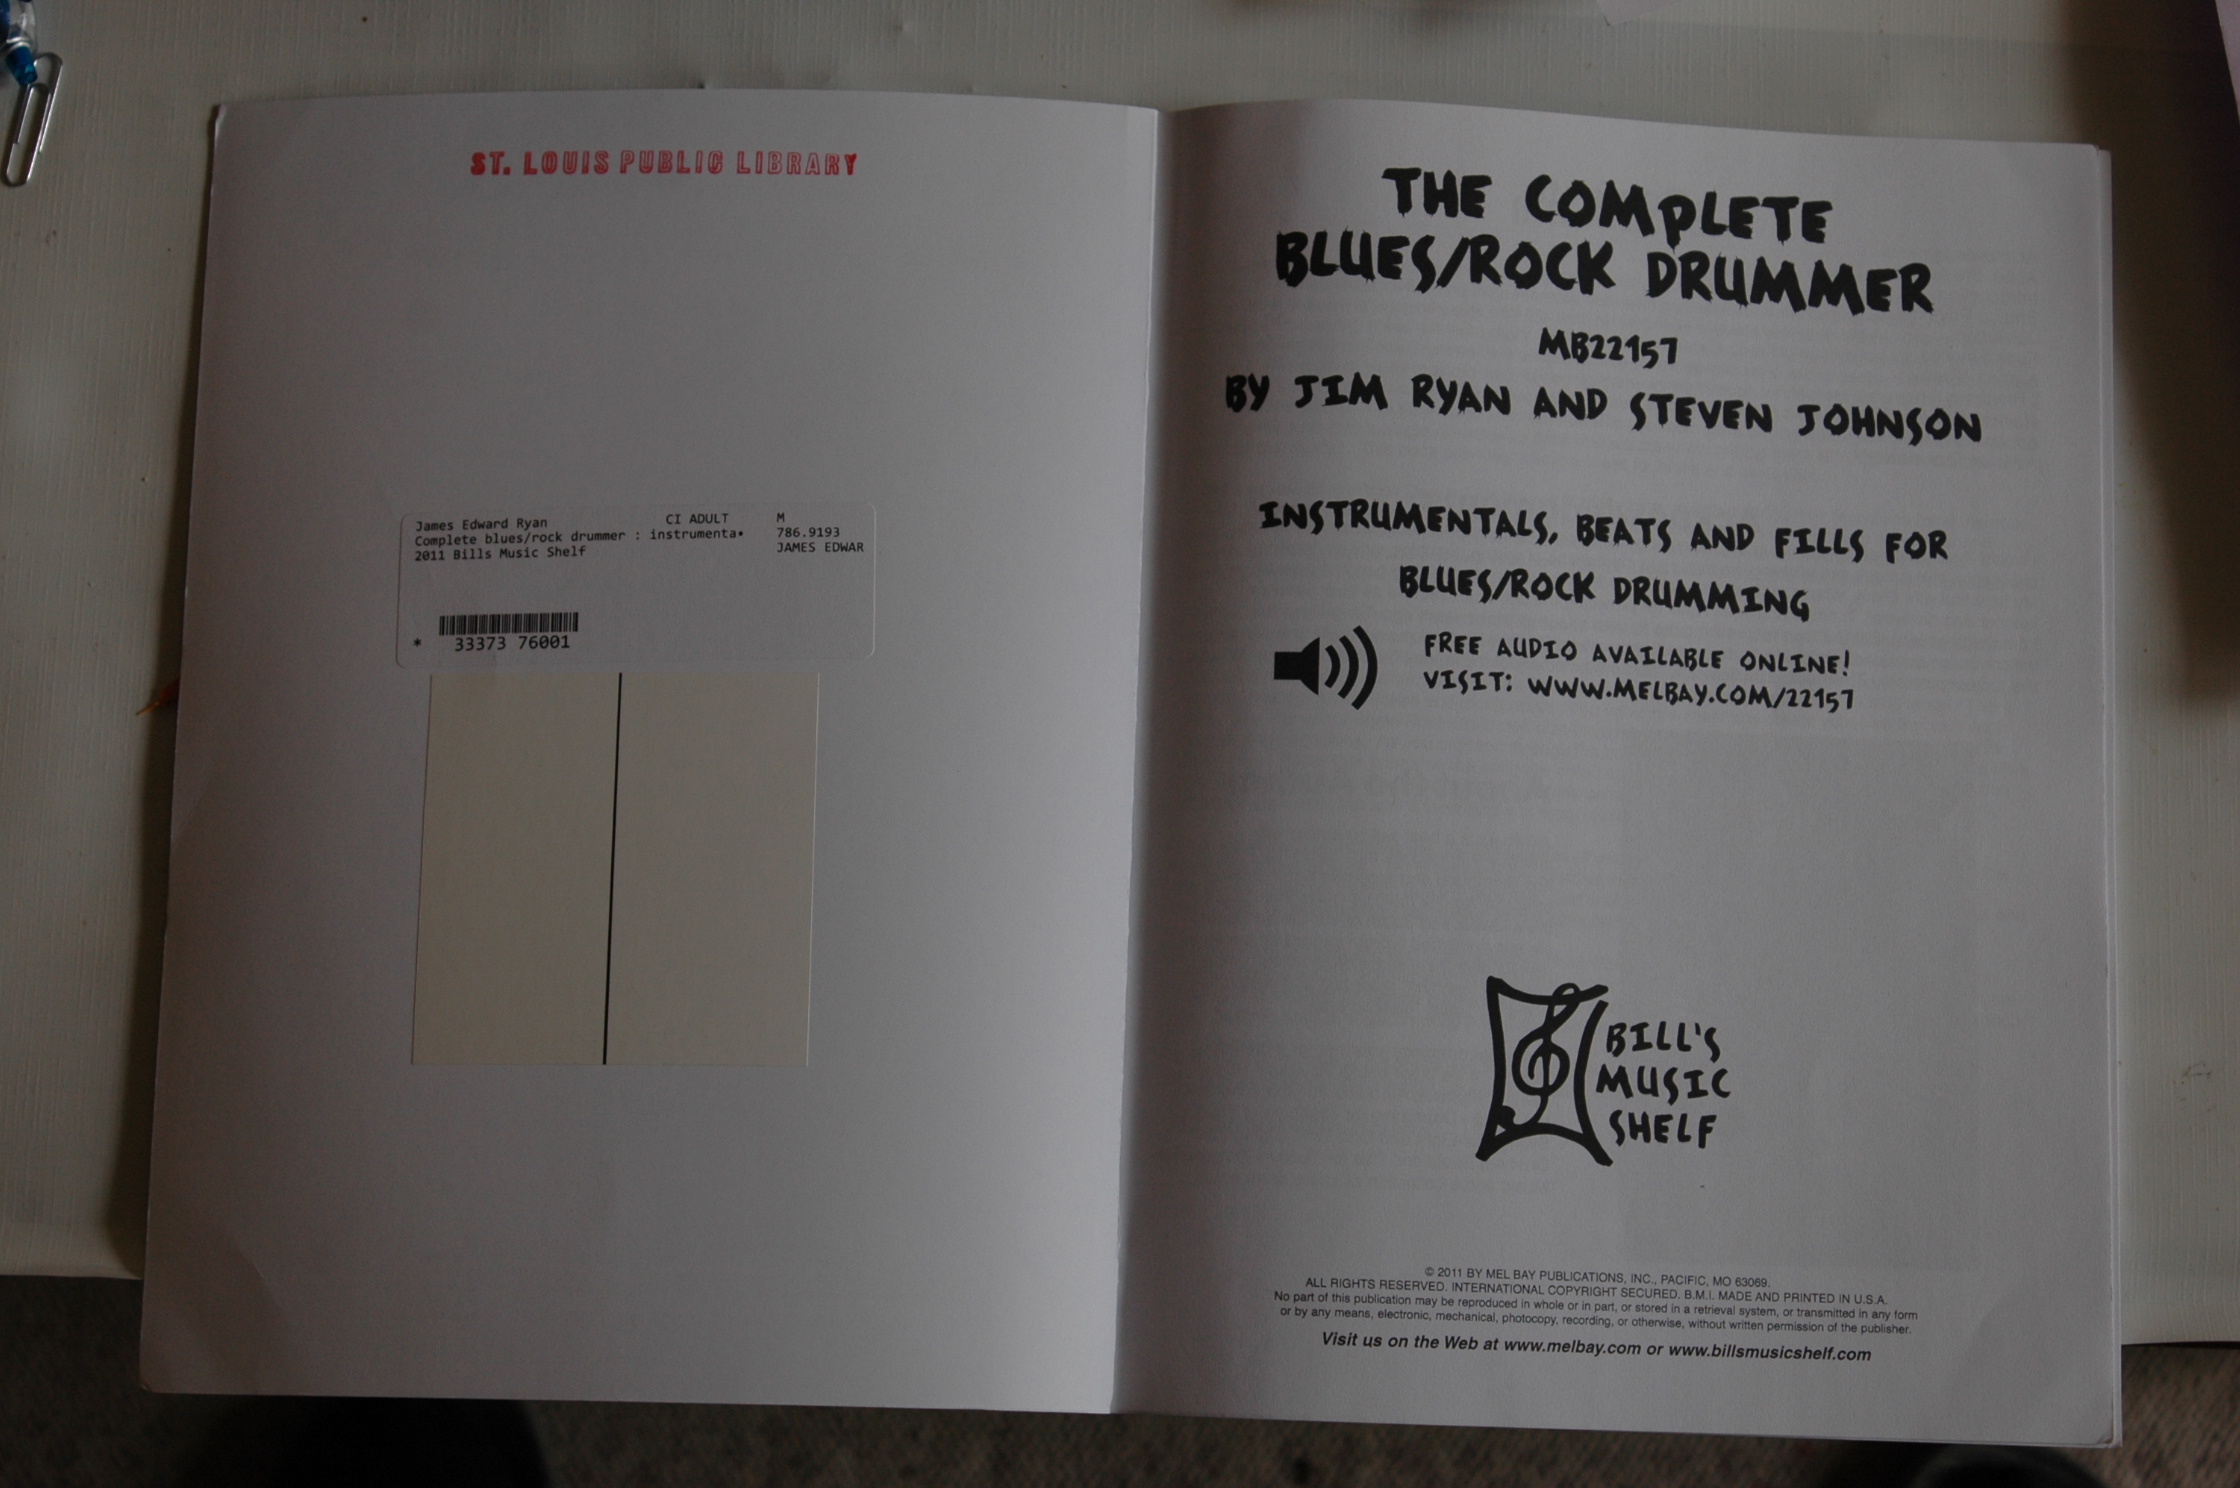 ST. LOUIS PUBLIC LIBRARY
James Edward Ryan CI ADULT M
Complete blues/rock drummer : instrumenta• 786.9193
2011 Bills Music Shelf JAMES EDWAR
* 33373 76001
THE COMPLETE
BLUES/ROCK DRUMMER
MB22157
BY JIM RYAN AND STEVEN JOHNSON
INSTRUMENTALS, BEATS AND FILLS FOR
BLUES/ROCK DRUMMING
FREE AUDIO AVAILABLE ONLINE!
VISIT: WWW.MELBAY.COM/22157
BILL'S
MUSIC
SHELF
© 2011 BY MEL BAY PUBLICATIONS, INC., PACIFIC, MO 63069.
ALL RIGHTS RESERVED. INTERNATIONAL COPYRIGHT SECURED. B.M.I. MADE AND PRINTED IN U.S.A.
No part of this publication may be reproduced in whole or in part, or stored in a retrieval system, or transmitted in any form
or by any means, electronic, mechanical, photocopy, recording, or otherwise, without written permission of the publisher.
Visit us on the Web at www.melbay.com or www.billsmusicshelf.com